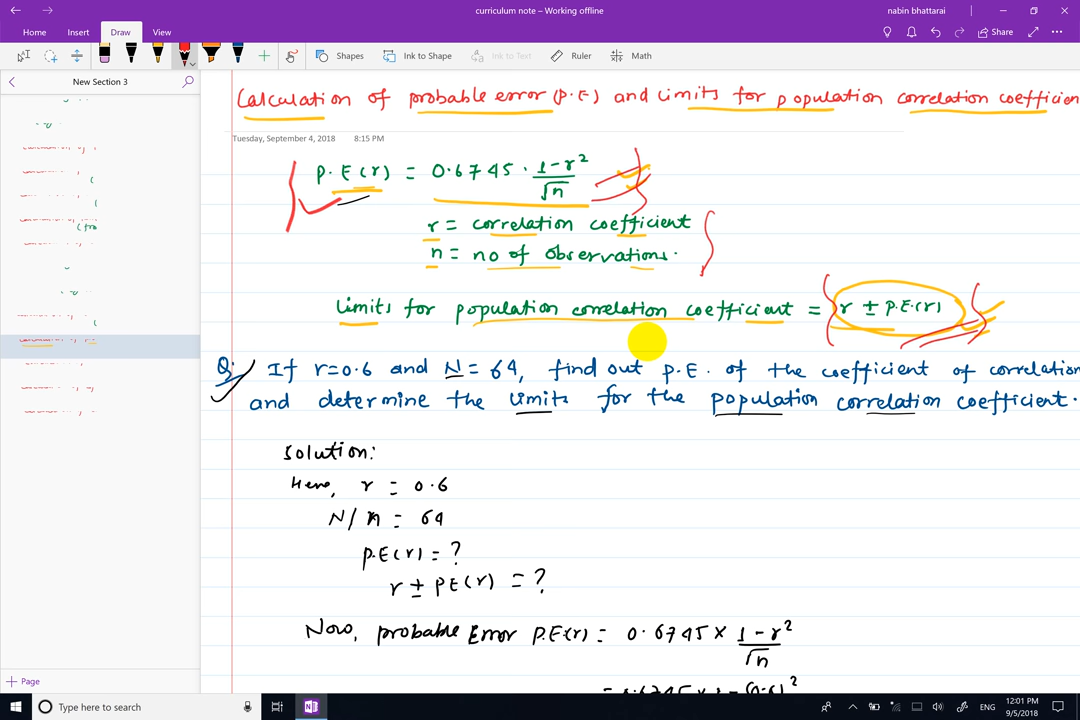 curriculum note – Working offline
nabin bhattarai
Home Insert Draw View
Share
Shapes Ink to Shape Ink to Text Ruler Math
New Section 3
Calculation of probable error (P.E) and Limits for population correlation coefficien
Tuesday, September 4, 2018 8:15 PM
P.E(r) = 0.6745 . 1-r² / √n
r = correlation coefficient
n = no of observations.
Limits for population correlation coefficient = r ± P.E.(r)
Q: If r=0.6 and N = 64, find out P.E. of the coefficient of correlation
and determine the limits for the population correlation coefficient.
Solution:
Here, r = 0.6
N/n = 64
P.E(r) = ?
r ± PE(r) = ?
Now, probable Error P.E(r) = 0.6745 × 1-r² / √n
+ Page
Type here to search
ENG
12:01 PM
9/5/2018